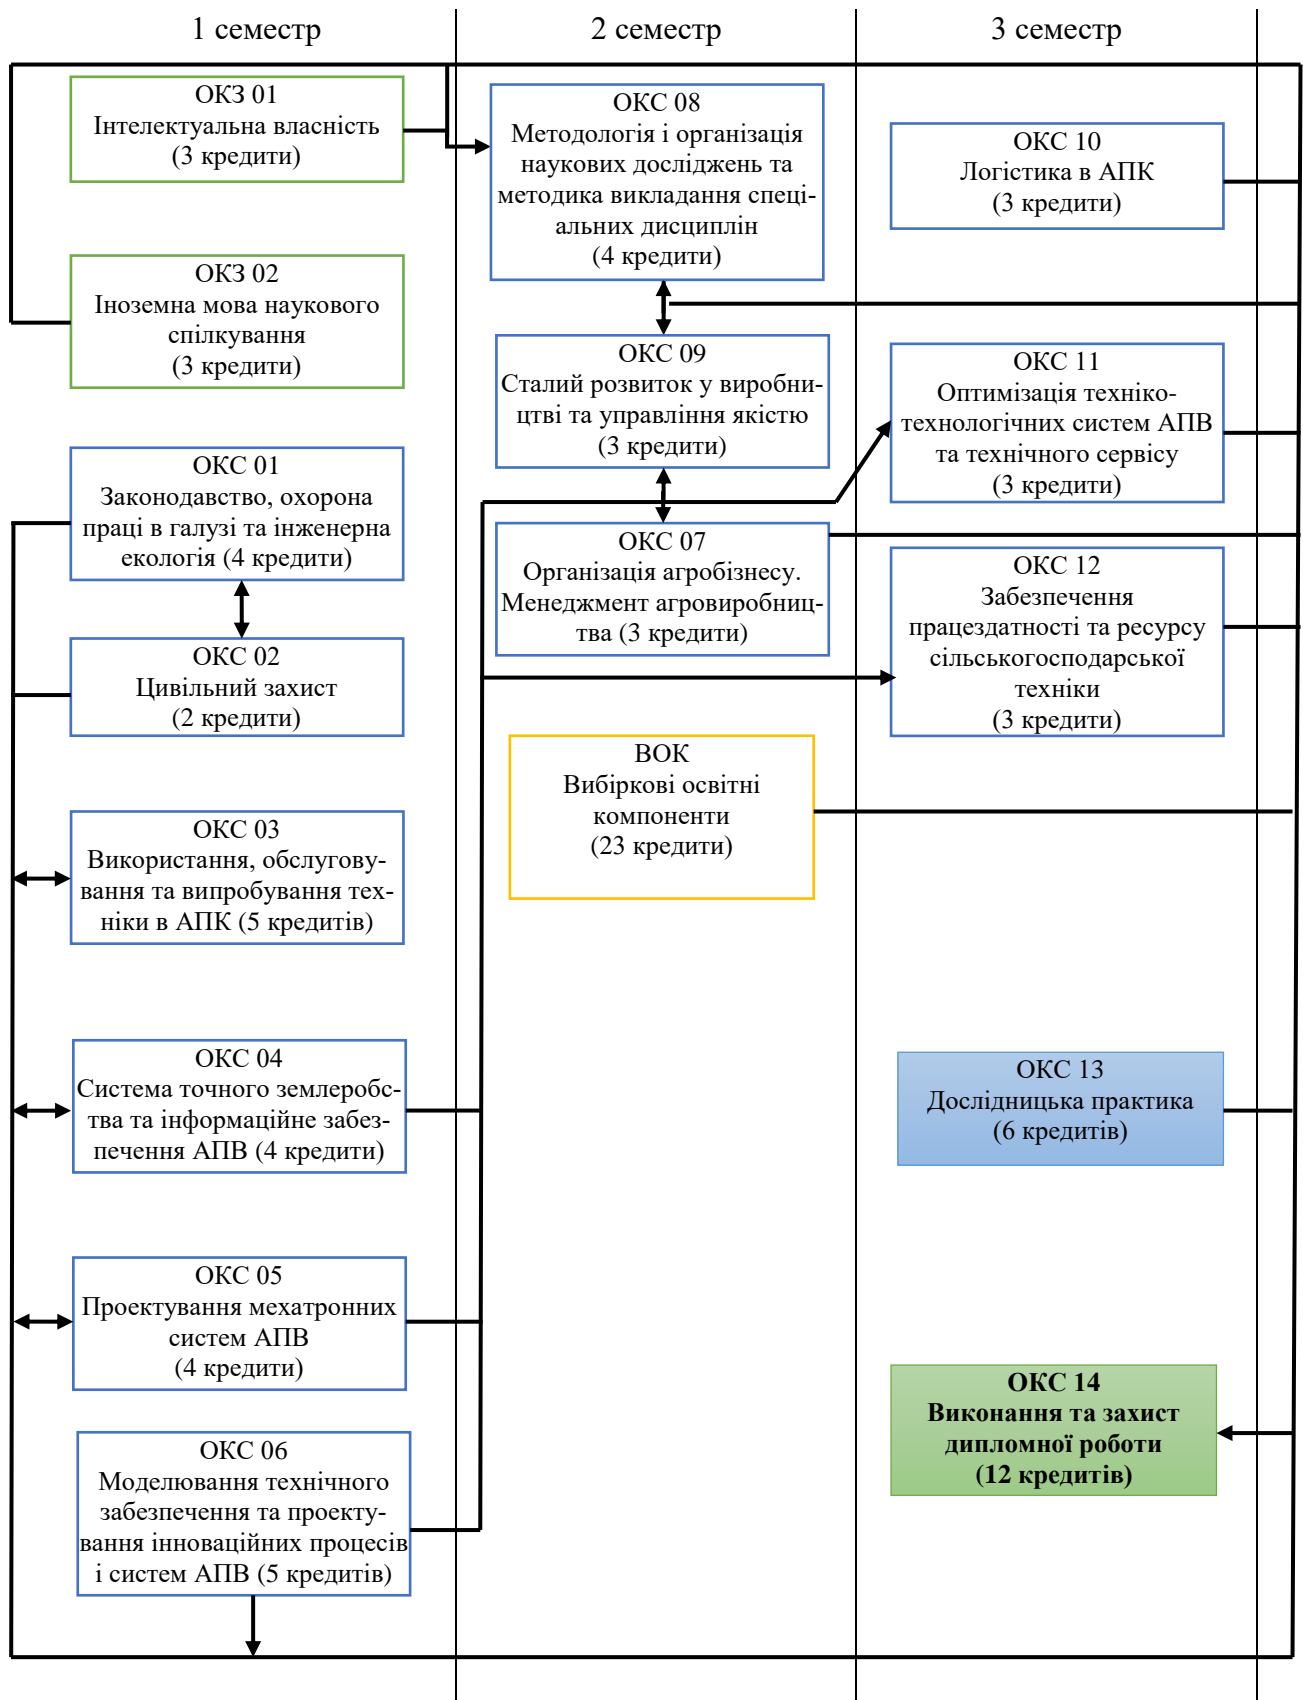 1 семестр
2 семестр
3 семестр
ОКЗ 01
Інтелектуальна власність
(3 кредити)
ОКЗ 02
Іноземна мова наукового
спілкування
(3 кредити)
ОКС 01
Законодавство, охорона
праці в галузі та інженерна
екологія (4 кредити)
ОКС 02
Цивільний захист
(2 кредити)
ОКС 03
Використання, обслугову-
вання та випробування тех-
ніки в АПК (5 кредитів)
ОКС 04
Система точного землеробс-
тва та інформаційне забез-
печення АПВ (4 кредити)
ОКС 05
Проектування мехатронних
систем АПВ
(4 кредити)
ОКС 06
Моделювання технічного
забезпечення та проекту-
вання інноваційних процесів
і систем АПВ (5 кредитів)
ОКС 08
Методологія і організація
наукових досліджень та
методика викладання спеці-
альних дисциплін
(4 кредити)
ОКС 09
Сталий розвиток у виробни-
цтві та управління якістю
(3 кредити)
ОКС 07
Організація агробізнесу.
Менеджмент агровиробниц-
тва (3 кредити)
ВОК
Вибіркові освітні
компоненти
(23 кредити)
ОКС 10
Логістика в АПК
(3 кредити)
ОКС 11
Оптимізація техніко-
технологічних систем АПВ
та технічного сервісу
(3 кредити)
ОКС 12
Забезпечення
працездатності та ресурсу
сільськогосподарської
техніки
(3 кредити)
ОКС 13
Дослідницька практика
(6 кредитів)
ОКС 14
Виконання та захист
дипломної роботи
(12 кредитів)